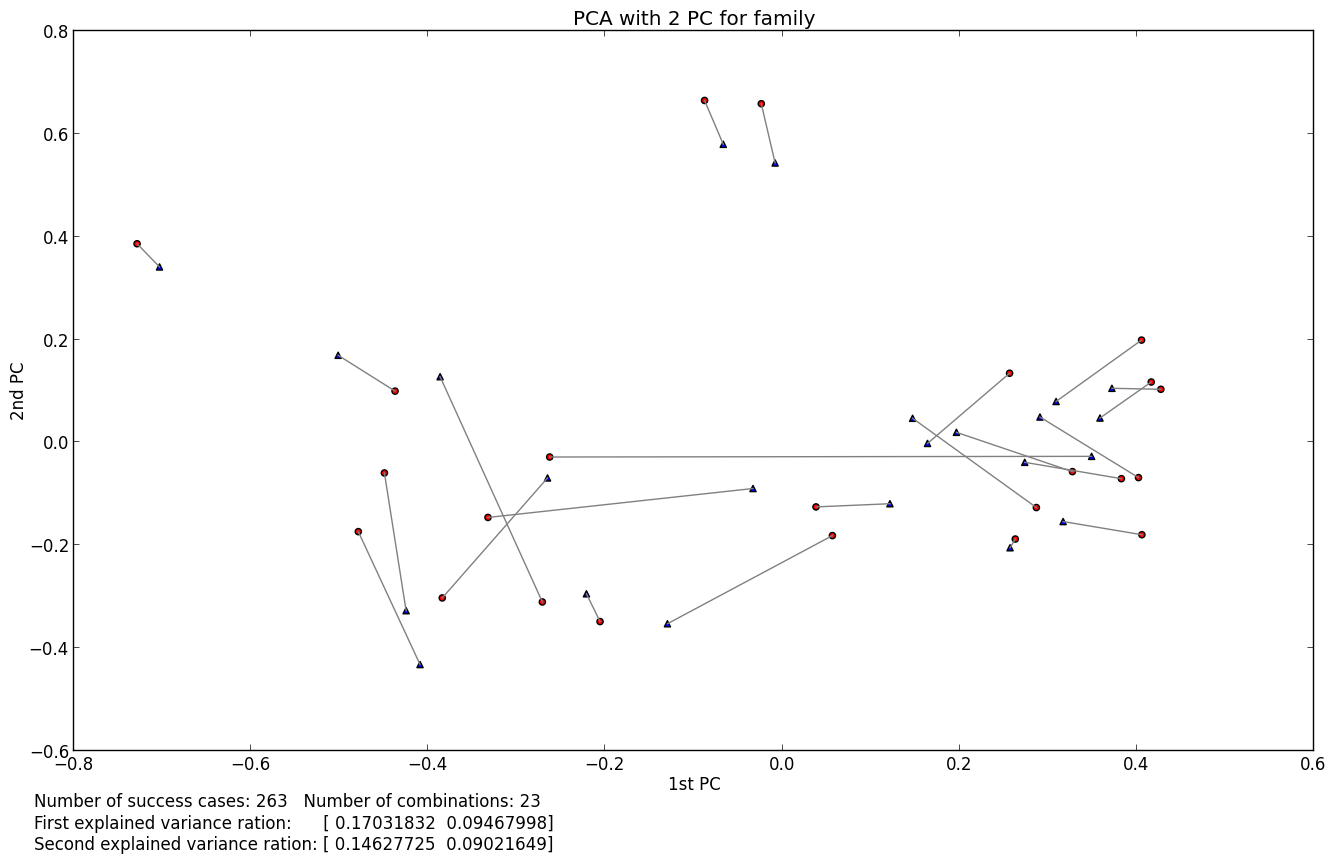 PCA with 2 PC for family
0.8
0.6
0.4
0.2
0.0
−0.2
−0.4
−0.6
2nd PC
−0.8 −0.6 −0.4 −0.2 0.0 0.2 0.4 0.6
1st PC
Number of success cases: 263 Number of combinations: 23
First explained variance ration: [ 0.17031832 0.09467998]
Second explained variance ration: [ 0.14627725 0.09021649]